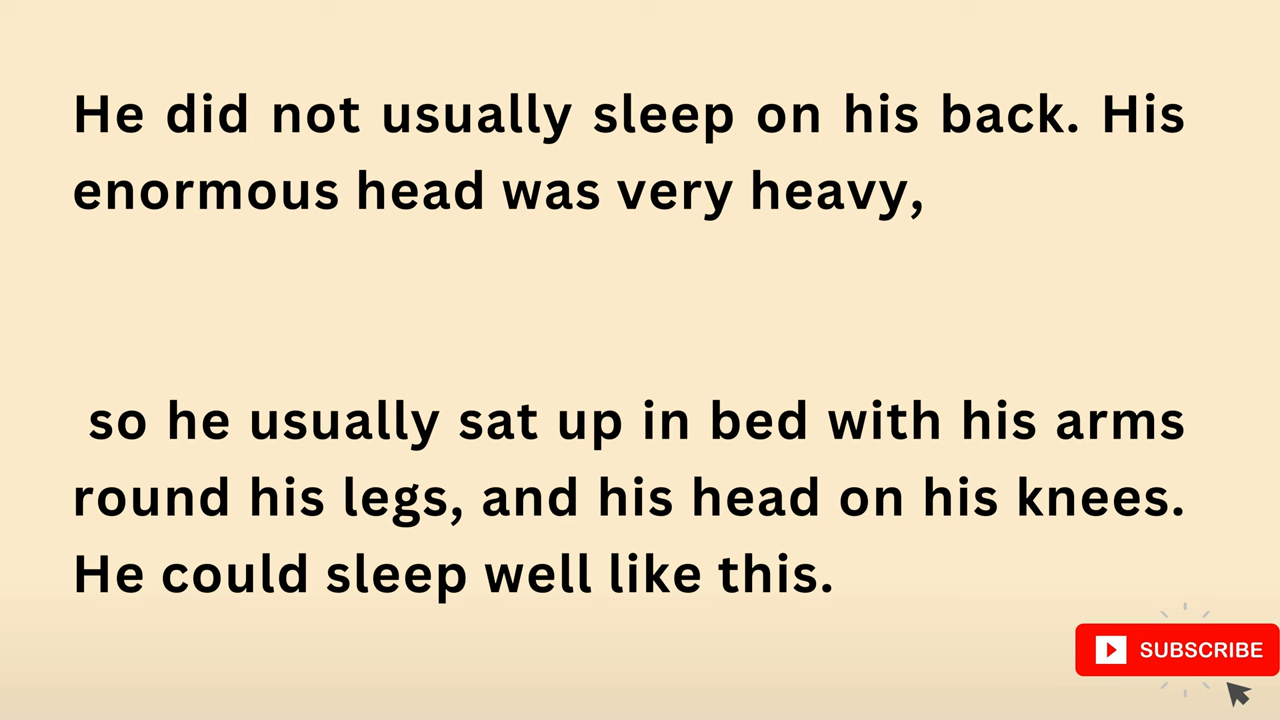 He did not usually sleep on his back. His
enormous head was very heavy,
so he usually sat up in bed with his arms
round his legs, and his head on his knees.
He could sleep well like this.
SUBSCRIBE